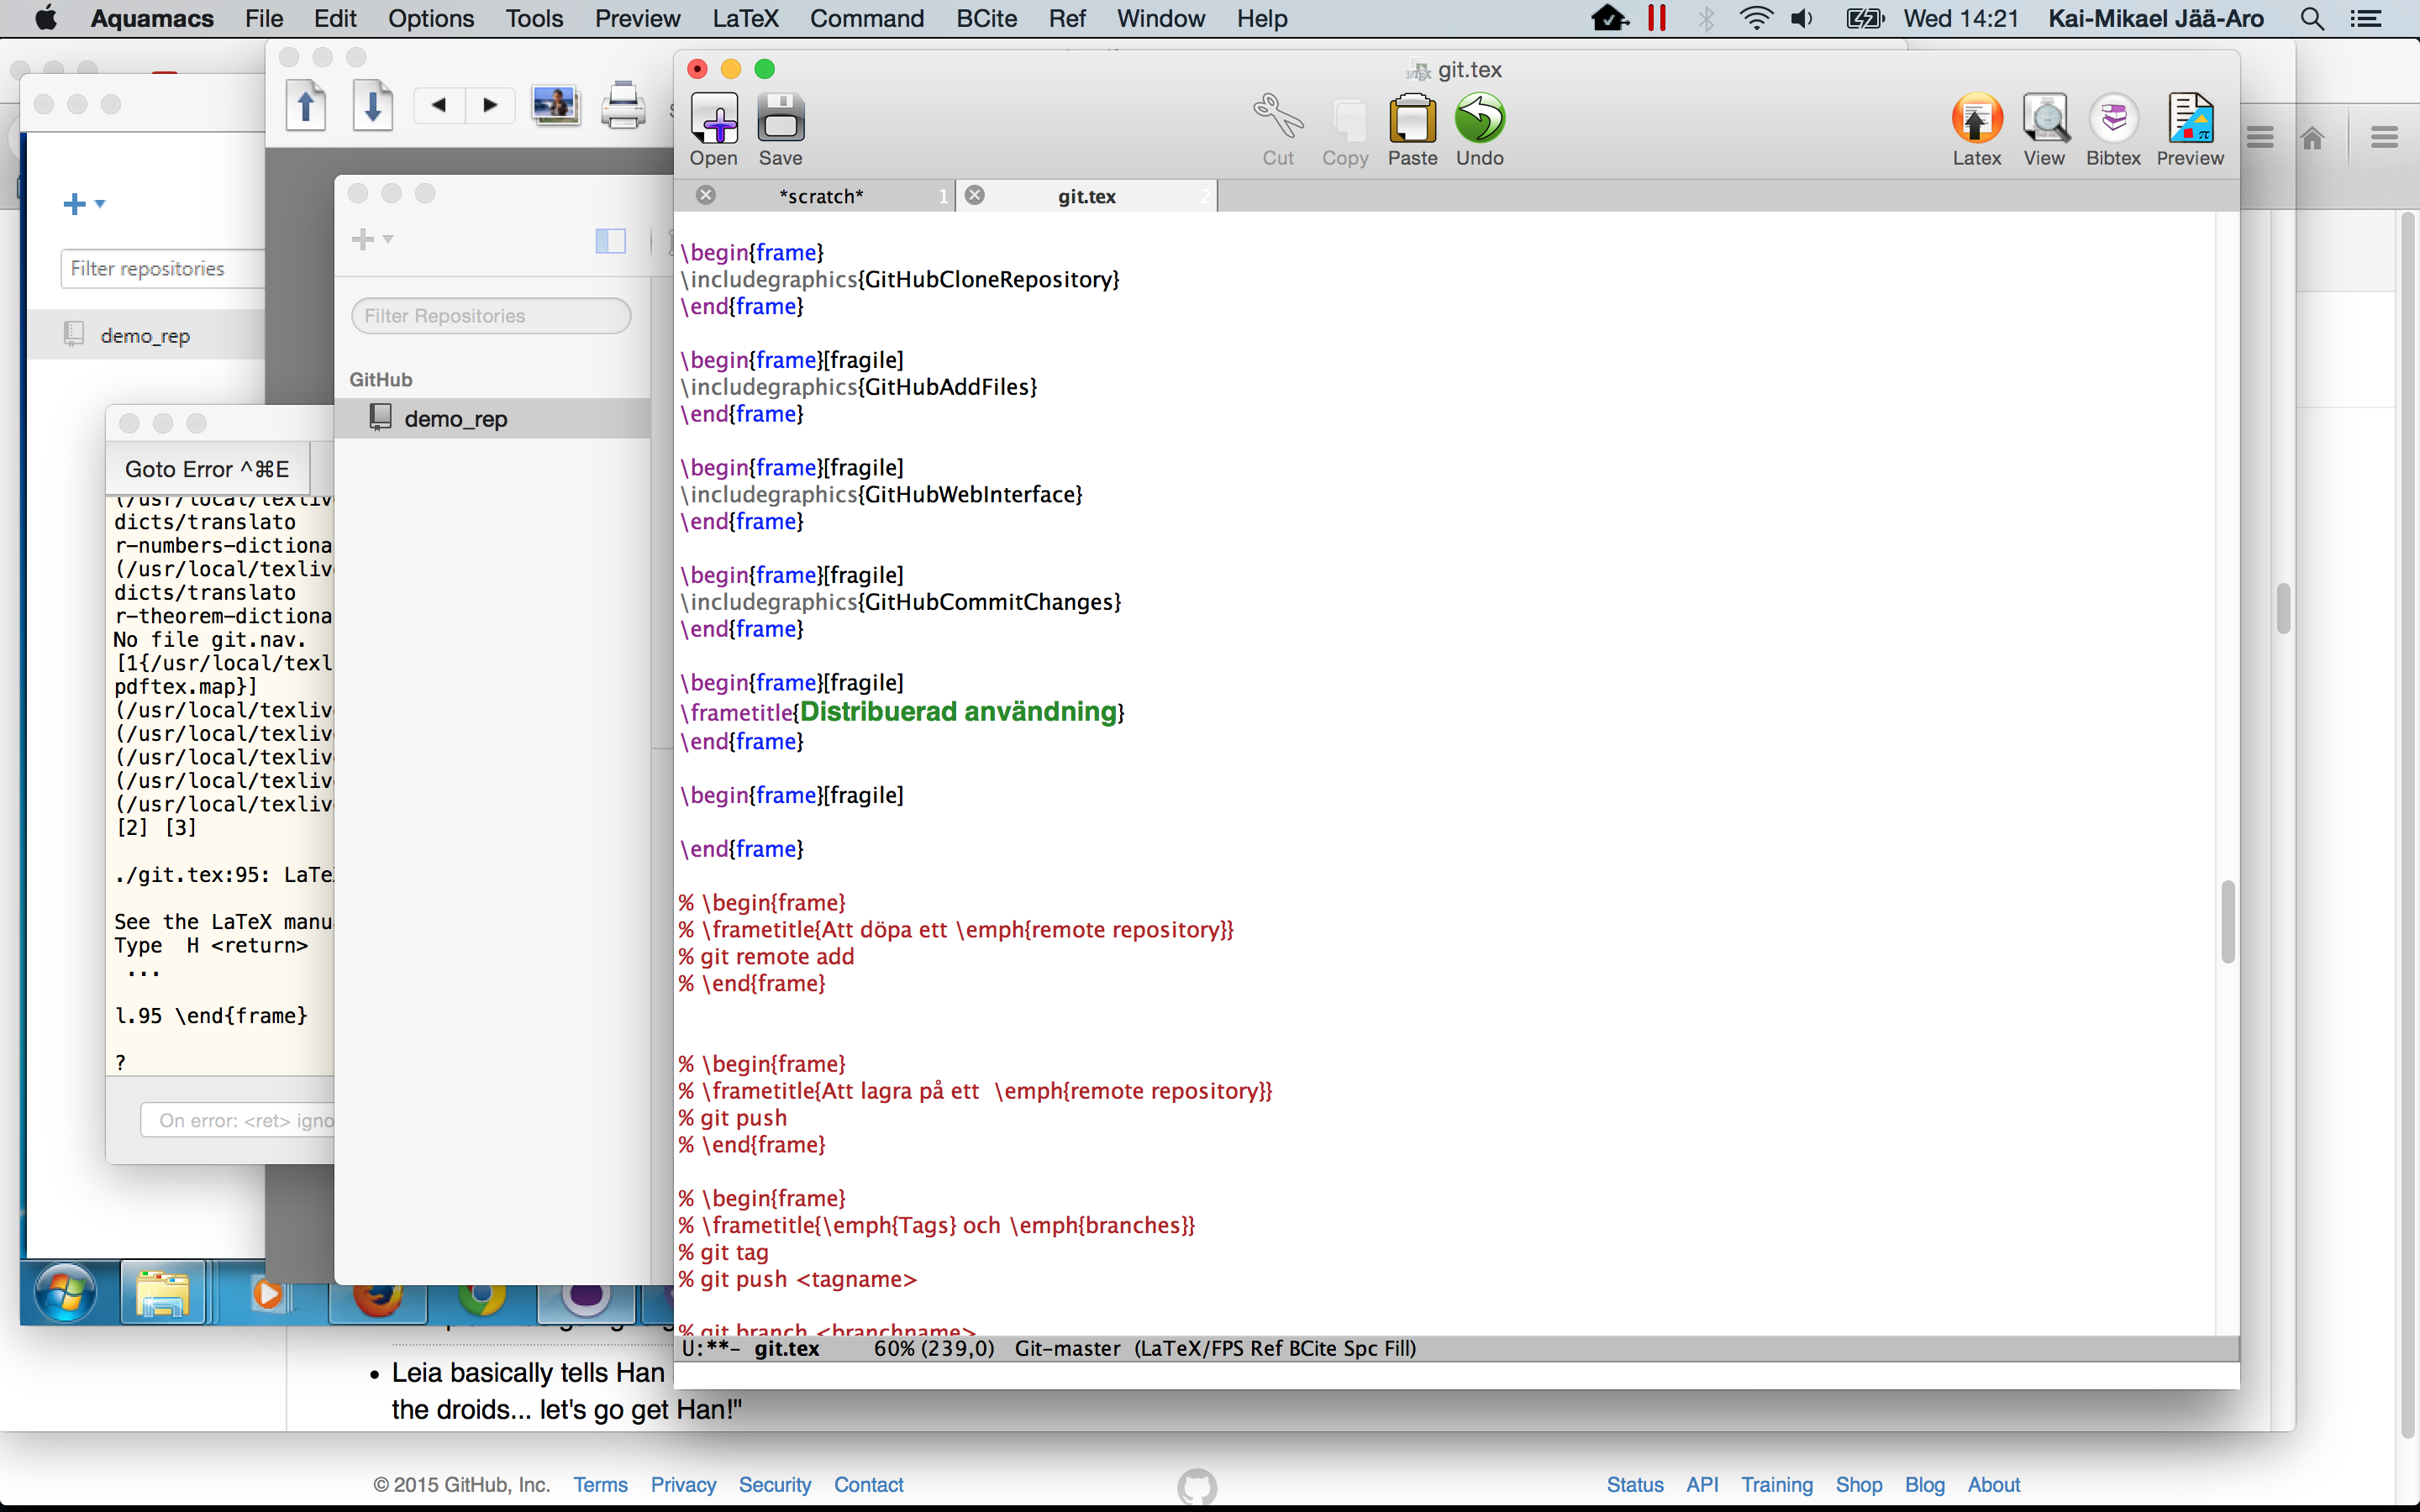 Aquamacs File Edit Options Tools Preview LaTeX Command BCite Ref Window Help Wed 14:21 Kai-Mikael Jää-Aro
git.tex
Open Save Cut Copy Paste Undo Latex View Bibtex Preview
*scratch* 1 git.tex 2
\begin{frame}
\includegraphics{GitHubCloneRepository}
\end{frame}
\begin{frame}[fragile]
\includegraphics{GitHubAddFiles}
\end{frame}
\begin{frame}[fragile]
\includegraphics{GitHubWebInterface}
\end{frame}
\begin{frame}[fragile]
\includegraphics{GitHubCommitChanges}
\end{frame}
\begin{frame}[fragile]
\frametitle{Distribuerad användning}
\end{frame}
\begin{frame}[fragile]
\end{frame}
% \begin{frame}
% \frametitle{Att döpa ett \emph{remote repository}}
% git remote add
% \end{frame}
% \begin{frame}
% \frametitle{Att lagra på ett  \emph{remote repository}}
% git push
% \end{frame}
% \begin{frame}
% \frametitle{\emph{Tags} och \emph{branches}}
% git tag
% git push <tagname>
% git branch <branchname>
U:**- git.tex 60% (239,0) Git-master (LaTeX/FPS Ref BCite Spc Fill)
Filter repositories
demo_rep
Filter Repositories
GitHub
demo_rep
Goto Error ^⌘E
(/usr/local/texliv
dicts/translato
r-numbers-dictiona
(/usr/local/texliv
dicts/translato
r-theorem-dictiona
No file git.nav.
[1{/usr/local/texl
pdftex.map}]
(/usr/local/texliv
(/usr/local/texliv
(/usr/local/texliv
(/usr/local/texliv
(/usr/local/texliv
[2] [3]
./git.tex:95: LaTe
See the LaTeX manu
Type  H <return>
...
l.95 \end{frame}
?
On error: <ret> igno
• Leia basically tells Han
the droids... let's go get Han!"
© 2015 GitHub, Inc. Terms Privacy Security Contact Status API Training Shop Blog About